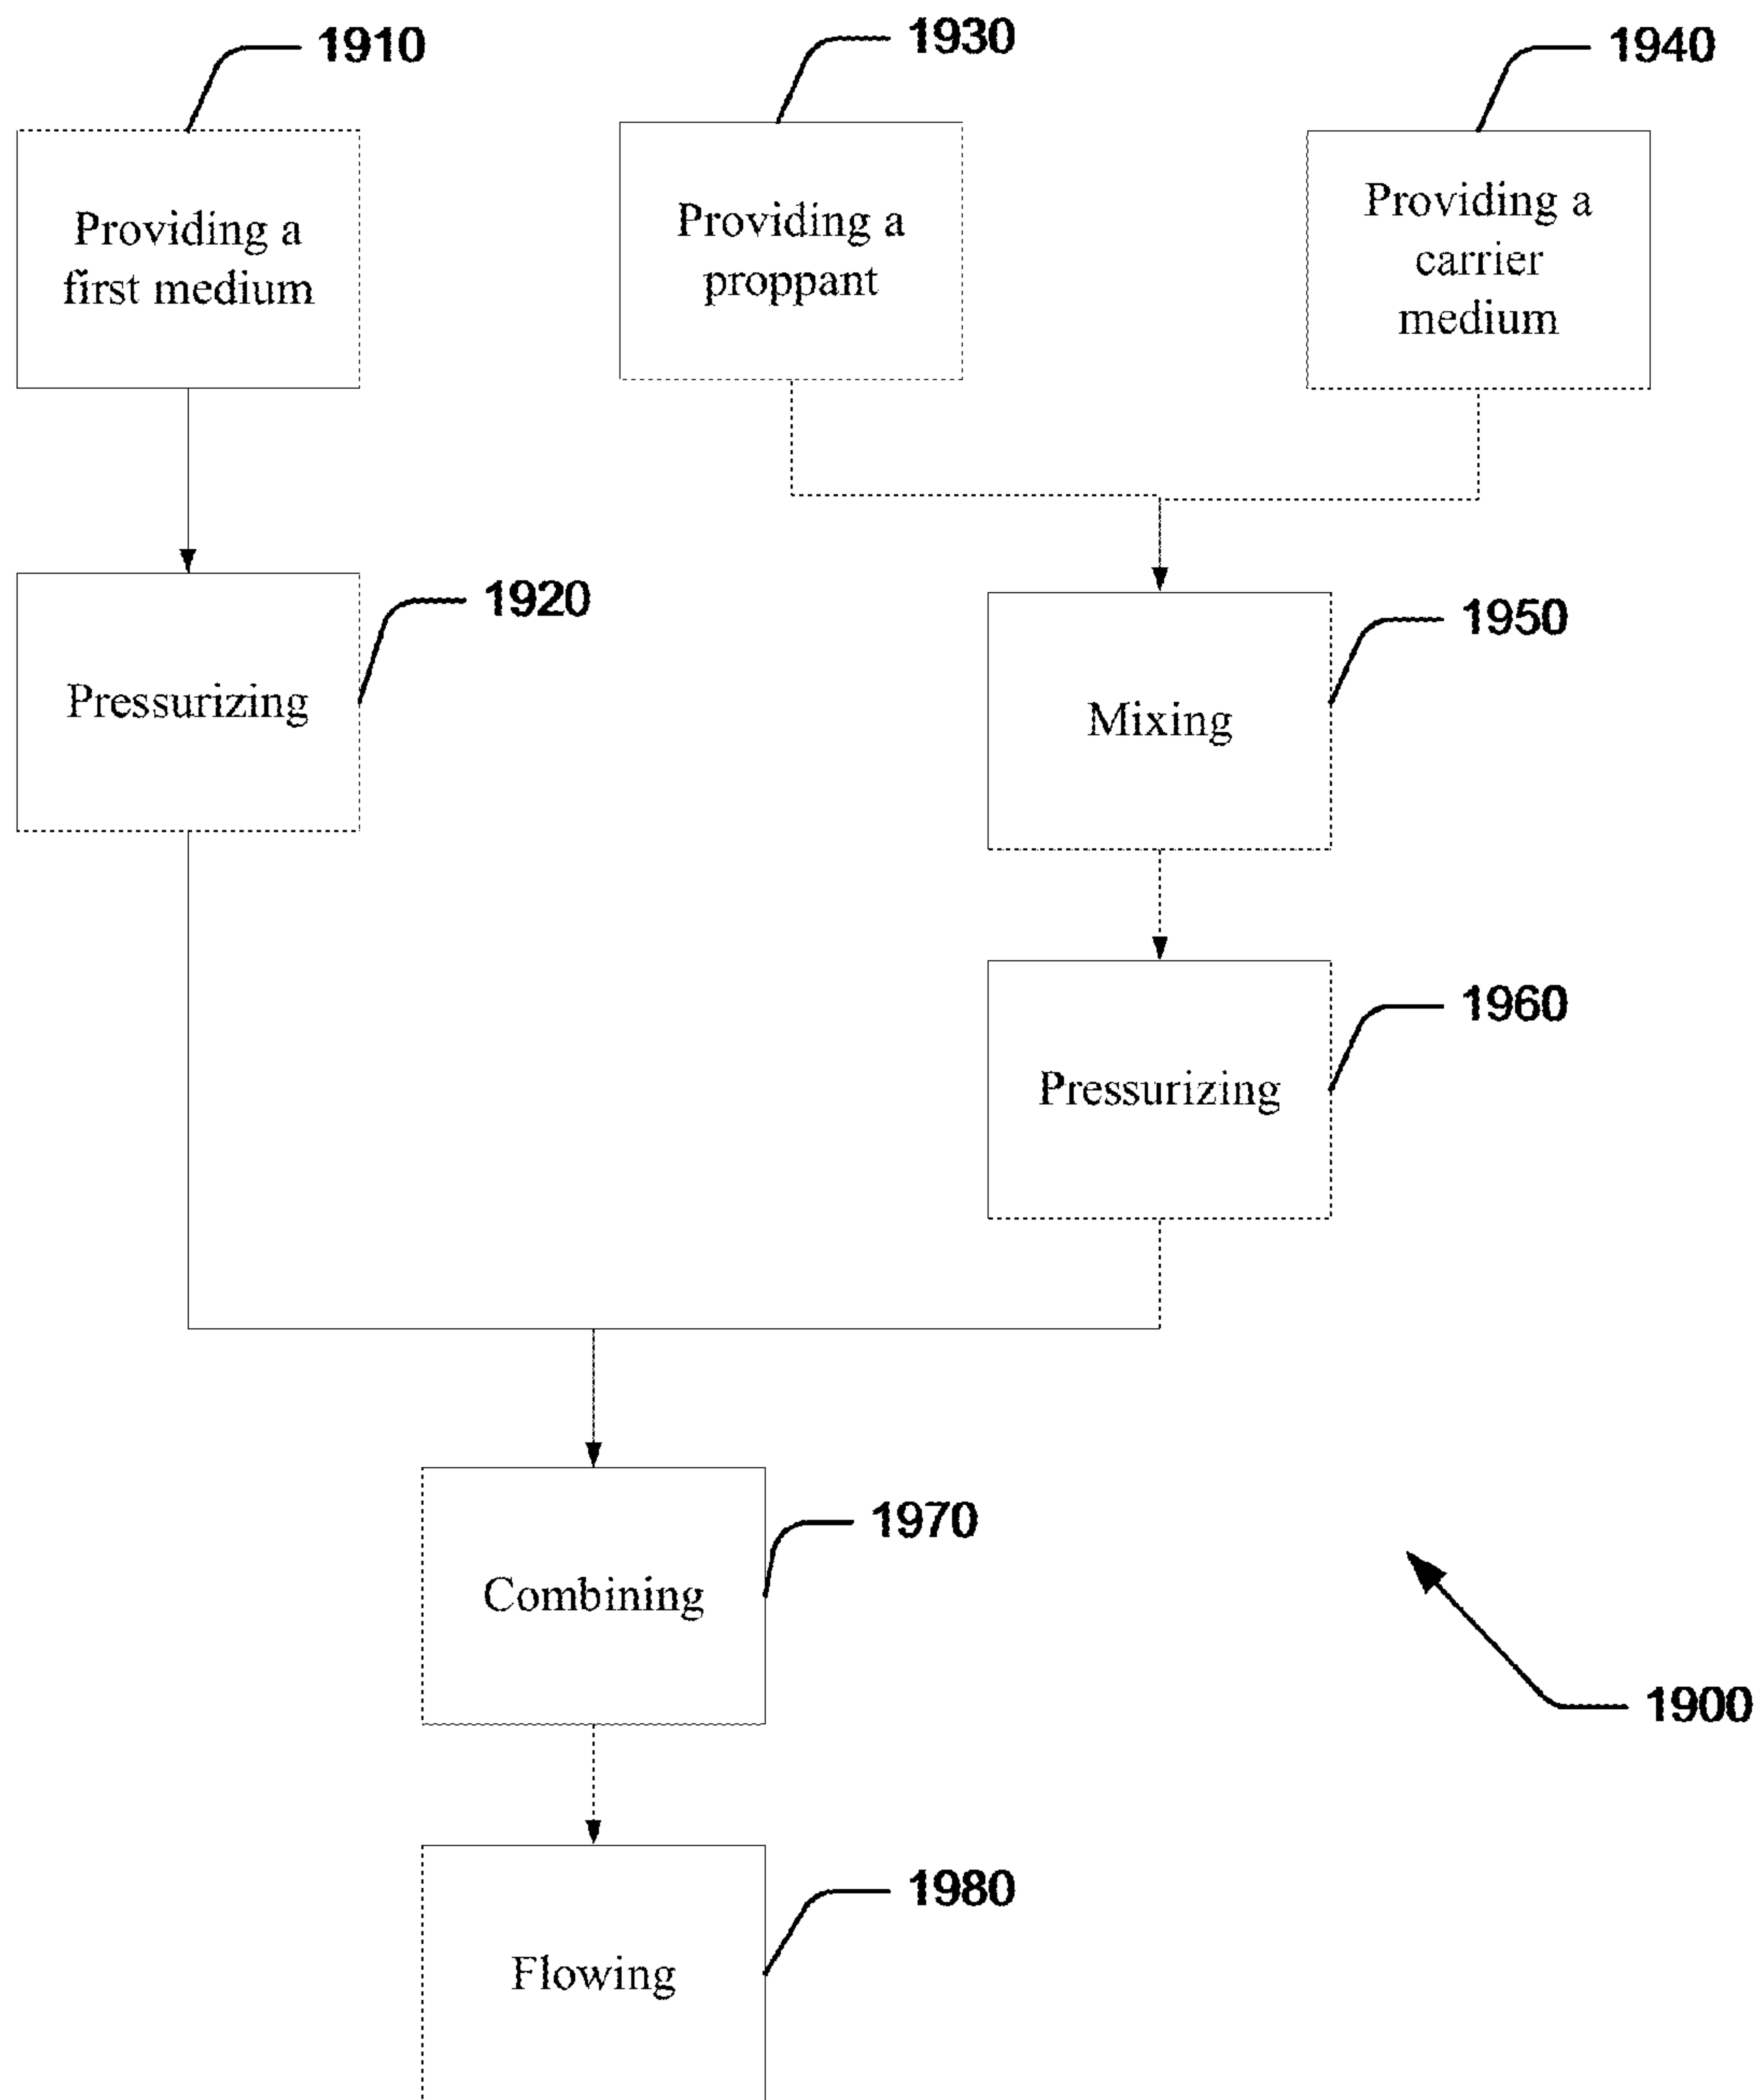 1910
1930
1940
Providing a
first medium
Providing a
proppant
Providing a
carrier
medium
1920
Pressurizing
1950
Mixing
1960
Pressurizing
1970
Combining
1900
1980
Flowing